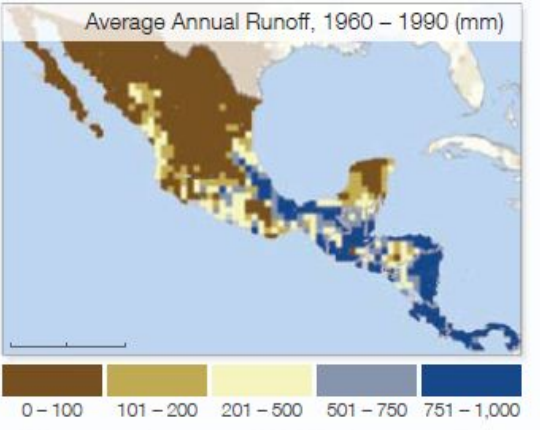 Average Annual Runoff, 1960 – 1990 (mm)
0 – 100 101 – 200 201 – 500 501 – 750 751 – 1,000